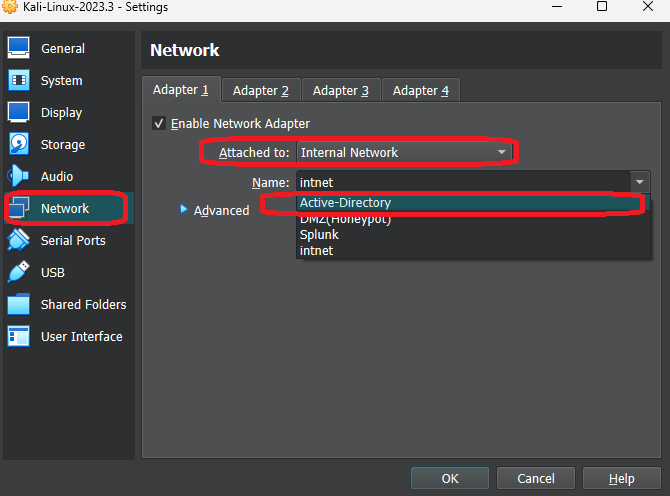 Kali-Linux-2023.3 - Settings
General
System
Display
Storage
Audio
Network
Serial Ports
USB
Shared Folders
User Interface
Network
Adapter 1 Adapter 2 Adapter 3 Adapter 4
Enable Network Adapter
Attached to: Internal Network
Name: intnet
Advanced
Active-Directory
DMZ(Honeypot)
Splunk
intnet
OK Cancel Help